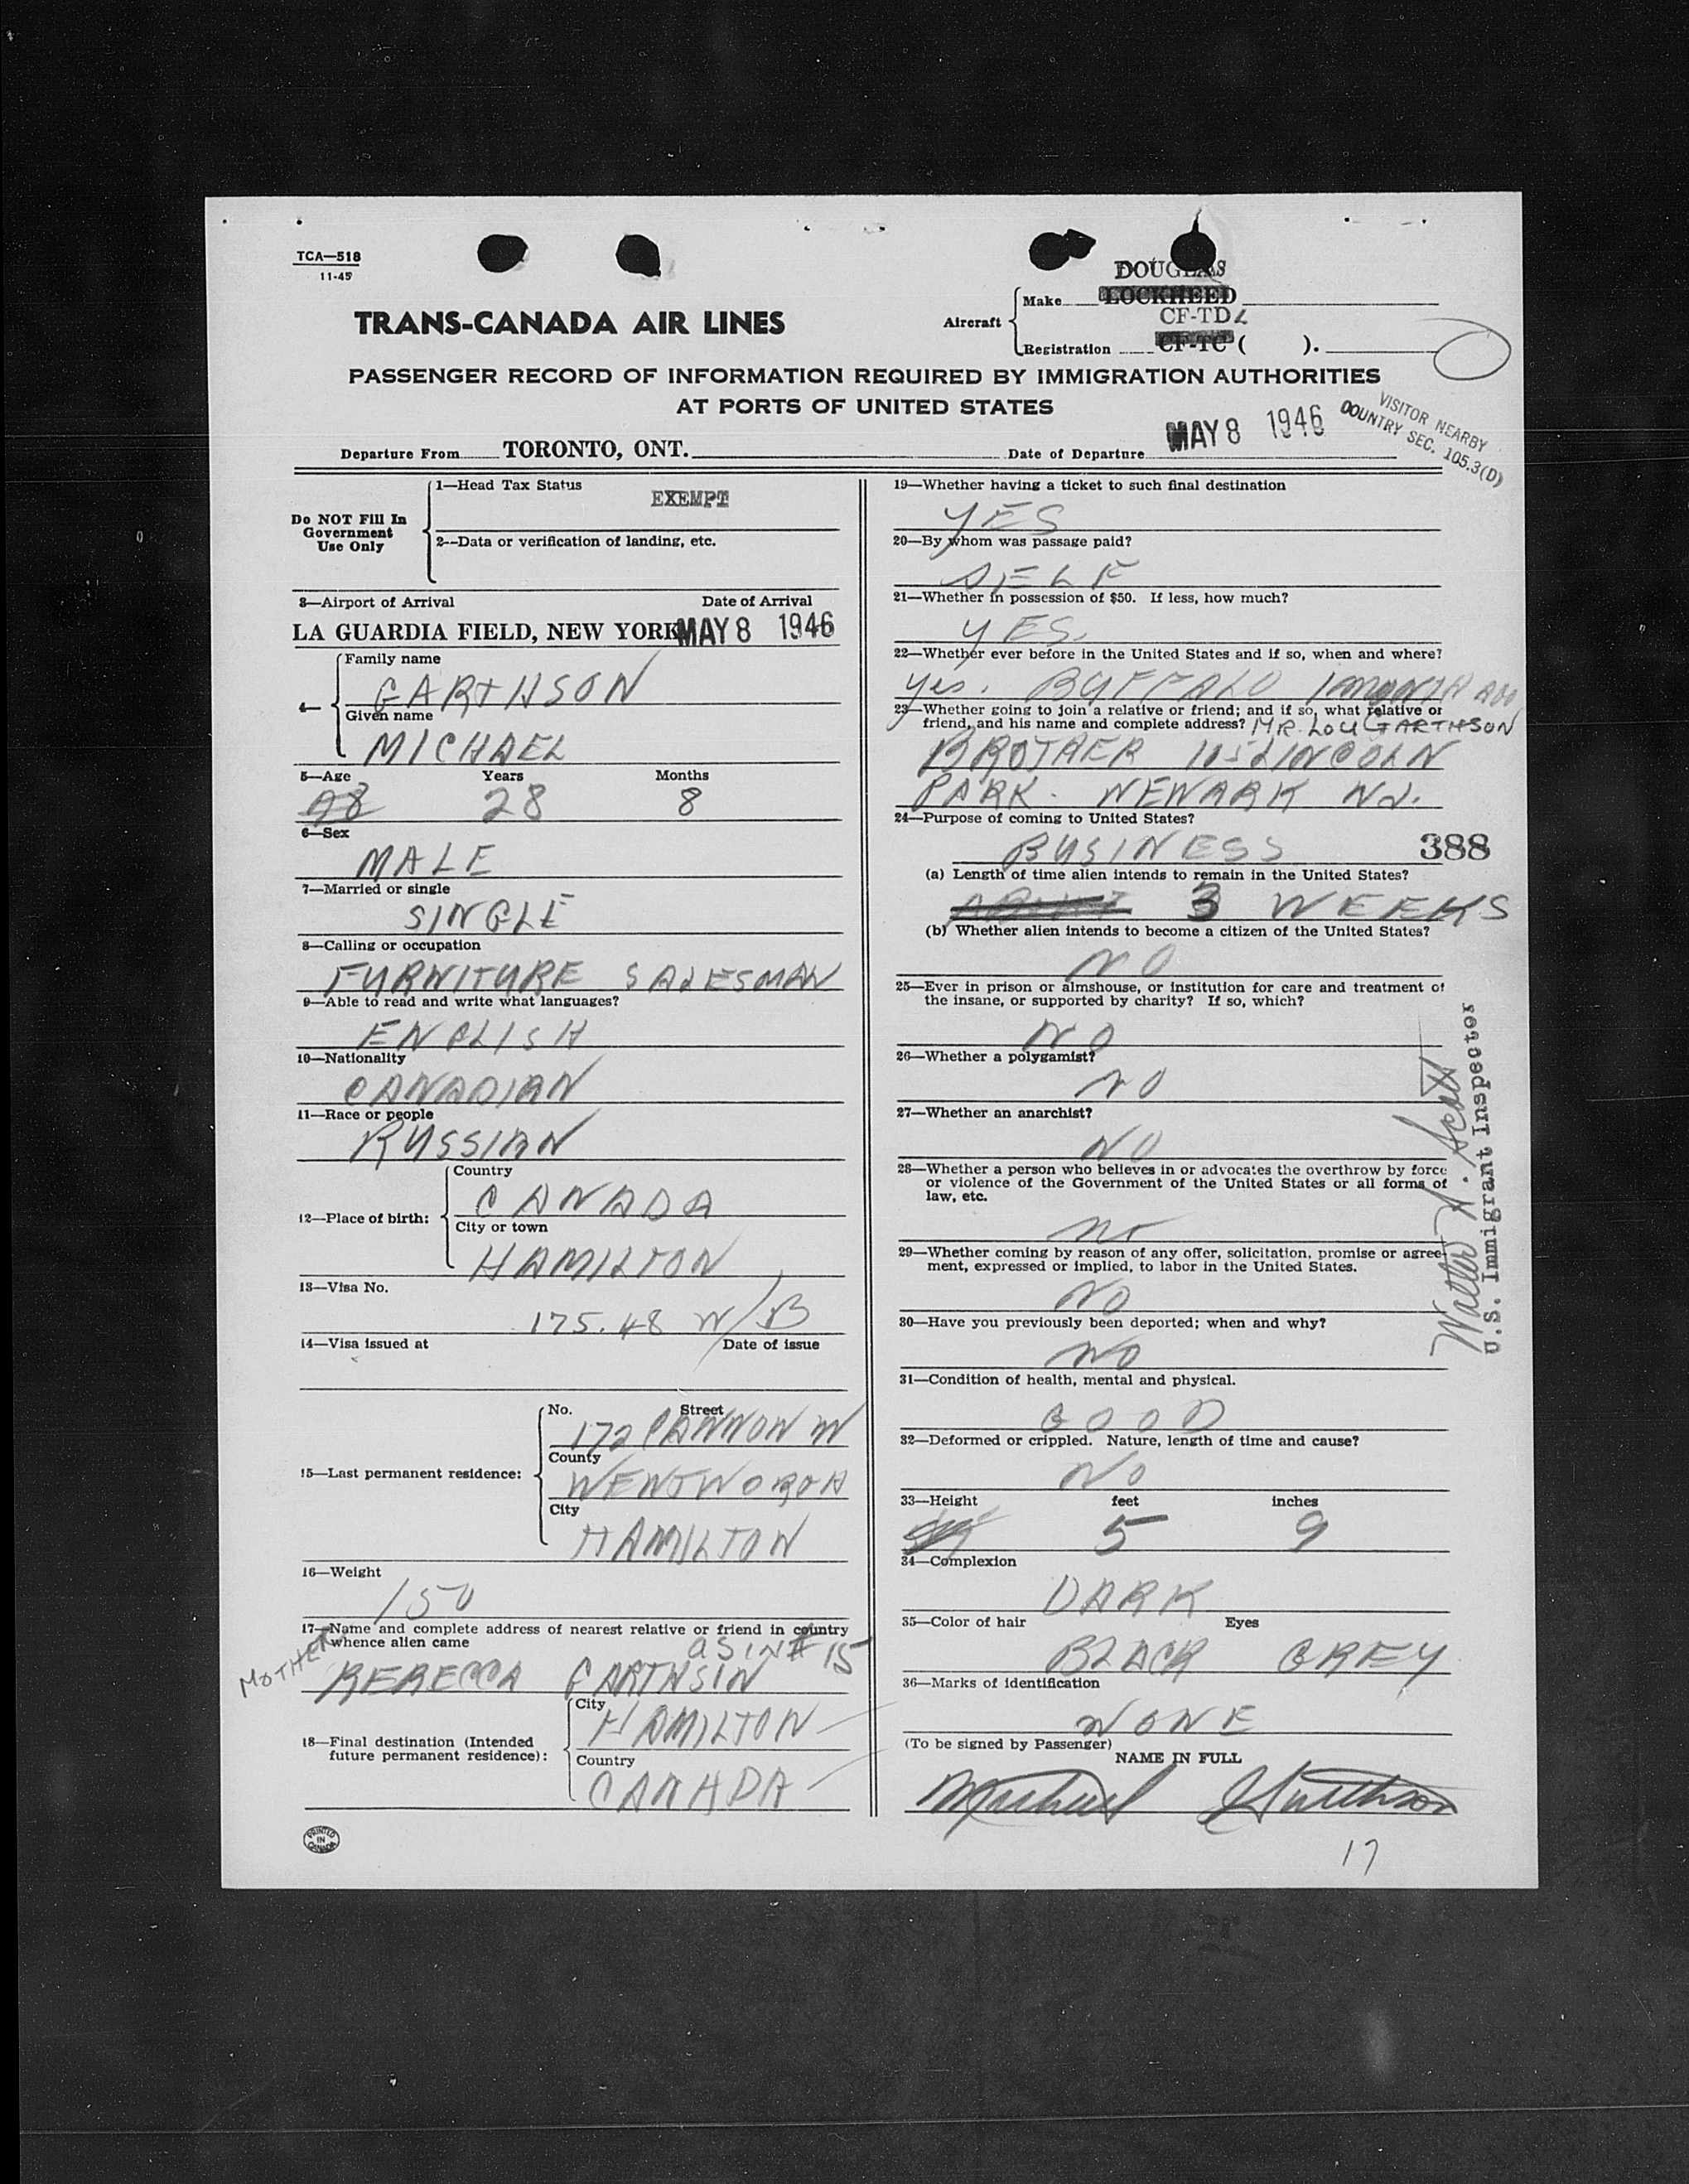 TCA—518
11-45
DOUGLAS
Make LOCKHEED
TRANS-CANADA AIR LINES
Aircraft
CF-TDL
Registration CF-TC ( ).
PASSENGER RECORD OF INFORMATION REQUIRED BY IMMIGRATION AUTHORITIES
AT PORTS OF UNITED STATES
VISITOR NEARBY
COUNTRY SEC. 105.3(D)
Departure From TORONTO, ONT. Date of Departure MAY 8 1946
Do NOT Fill In
Government
Use Only
1—Head Tax Status
EXEMPT
2—Data or verification of landing, etc.
3—Airport of Arrival Date of Arrival
LA GUARDIA FIELD, NEW YORK MAY 8 1946
4—
Family name
GARTHSON
Given name
MICHAEL
5—Age Years Months
28 28 8
6—Sex
MALE
7—Married or single
SINGLE
8—Calling or occupation
FURNITURE SALESMAN
9—Able to read and write what languages?
ENGLISH
10—Nationality
CANADIAN
11—Race or people
RUSSIAN
12—Place of birth:
Country
CANADA
City or town
HAMILTON
13—Visa No.
175.48 W/B
14—Visa issued at Date of issue
15—Last permanent residence:
No. Street
172 CANNON W
County
WENTWORTH
City
HAMILTON
16—Weight
150
17—Name and complete address of nearest relative or friend in country
whence alien came
as in # 15
MOTHER
REBECCA GARTHSIN
18—Final destination (Intended
future permanent residence):
City
HAMILTON
Country
CANADA
PRINTED
IN
CANADA
19—Whether having a ticket to such final destination
YES
20—By whom was passage paid?
SELF
21—Whether in possession of $50. If less, how much?
YES.
22—Whether ever before in the United States and if so, when and where?
Yes. BUFFALO 1 MONTH AGO
23—Whether going to join a relative or friend; and if so, what relative or
friend, and his name and complete address? MR. LOU GARTHSON
BROTHER 105 LINCOLN
PARK. NEWARK NJ.
24—Purpose of coming to United States?
BUSINESS
388
(a) Length of time alien intends to remain in the United States?
3 WEEKS
(b) Whether alien intends to become a citizen of the United States?
NO
25—Ever in prison or almshouse, or institution for care and treatment of
the insane, or supported by charity? If so, which?
NO
26—Whether a polygamist?
NO
27—Whether an anarchist?
NO
28—Whether a person who believes in or advocates the overthrow by force
or violence of the Government of the United States or all forms of
law, etc.
no
29—Whether coming by reason of any offer, solicitation, promise or agree-
ment, expressed or implied, to labor in the United States.
NO
30—Have you previously been deported; when and why?
NO
31—Condition of health, mental and physical.
GOOD
32—Deformed or crippled. Nature, length of time and cause?
NO
33—Height feet inches
5 9
34—Complexion
DARK
35—Color of hair Eyes
BLACK GREY
36—Marks of identification
NONE
(To be signed by Passenger)
NAME IN FULL
Michael Garthson
17
Walter A. Scott
U.S. Immigrant Inspector